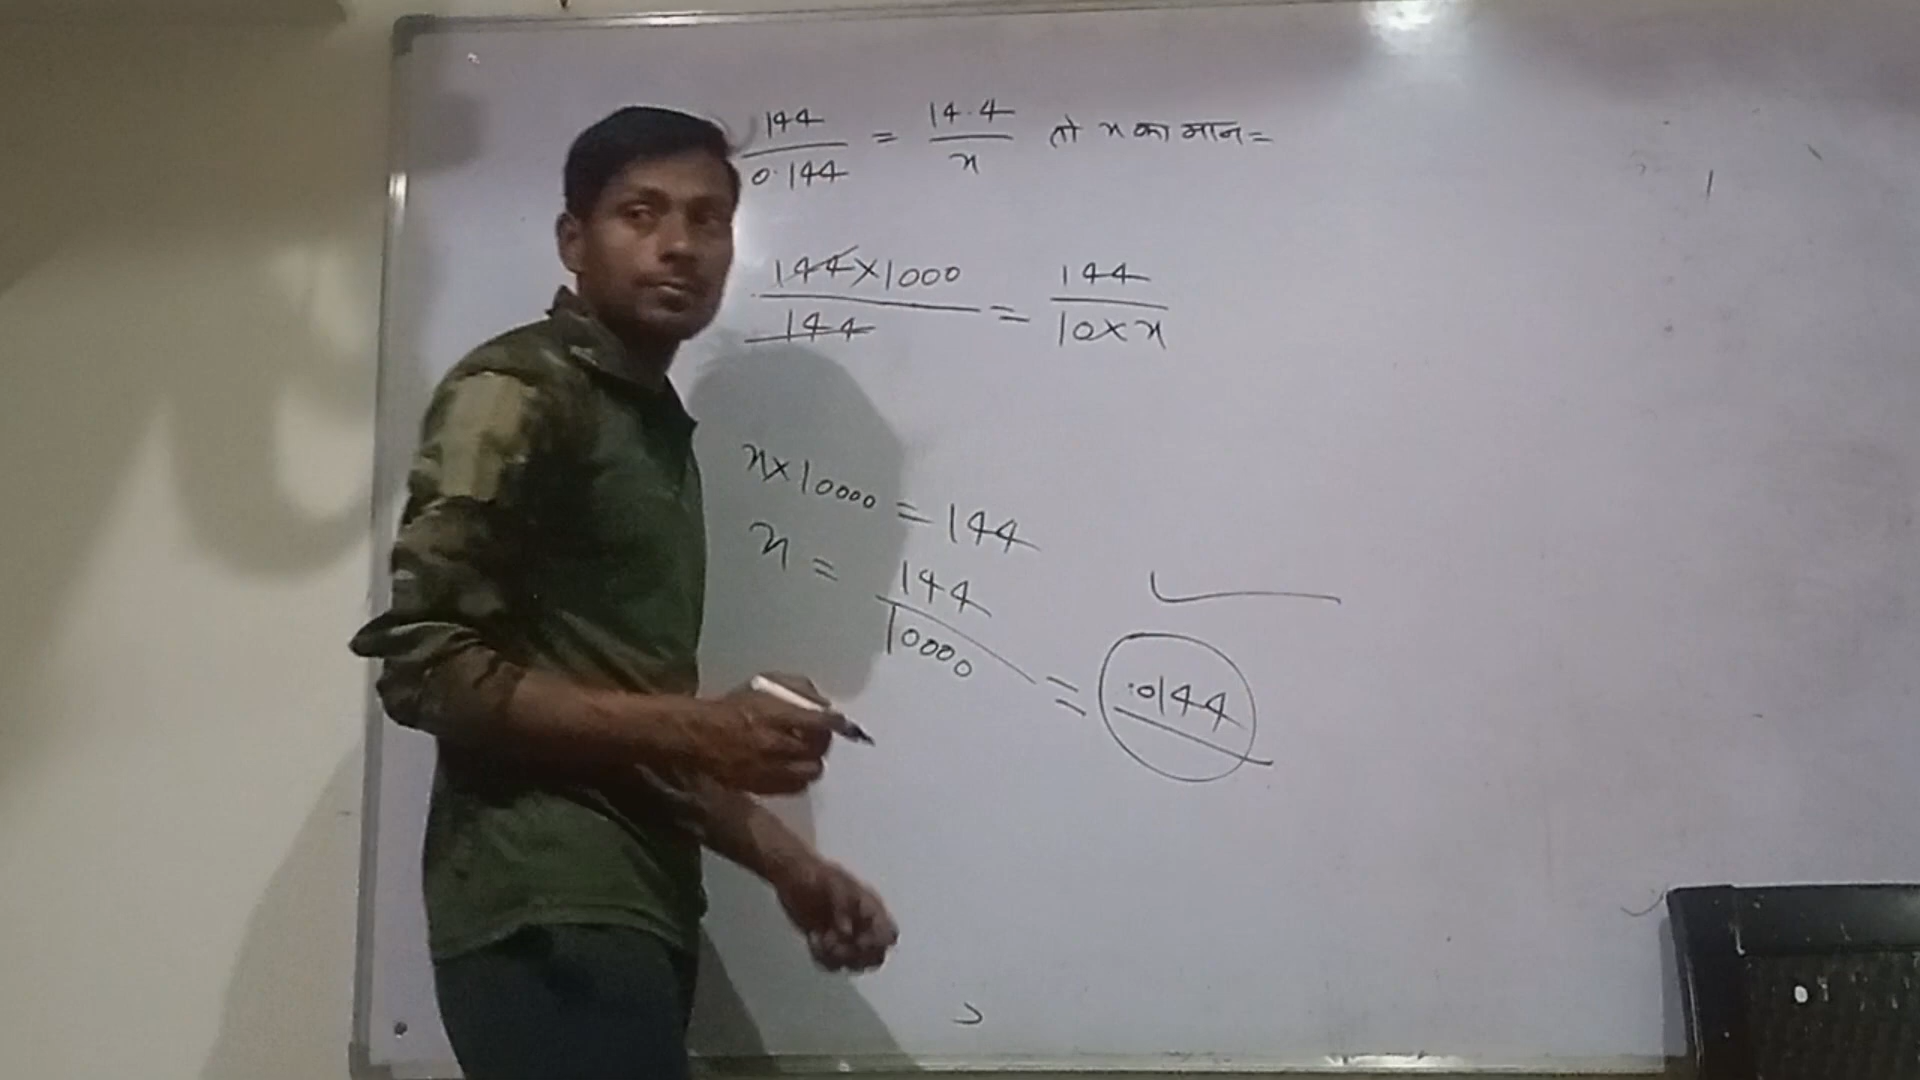 144/0.144 = 14.4/x तो x का मान =
144×1000/144 = 144/10×x
x×10000 = 144
x = 144/10000 = .0144